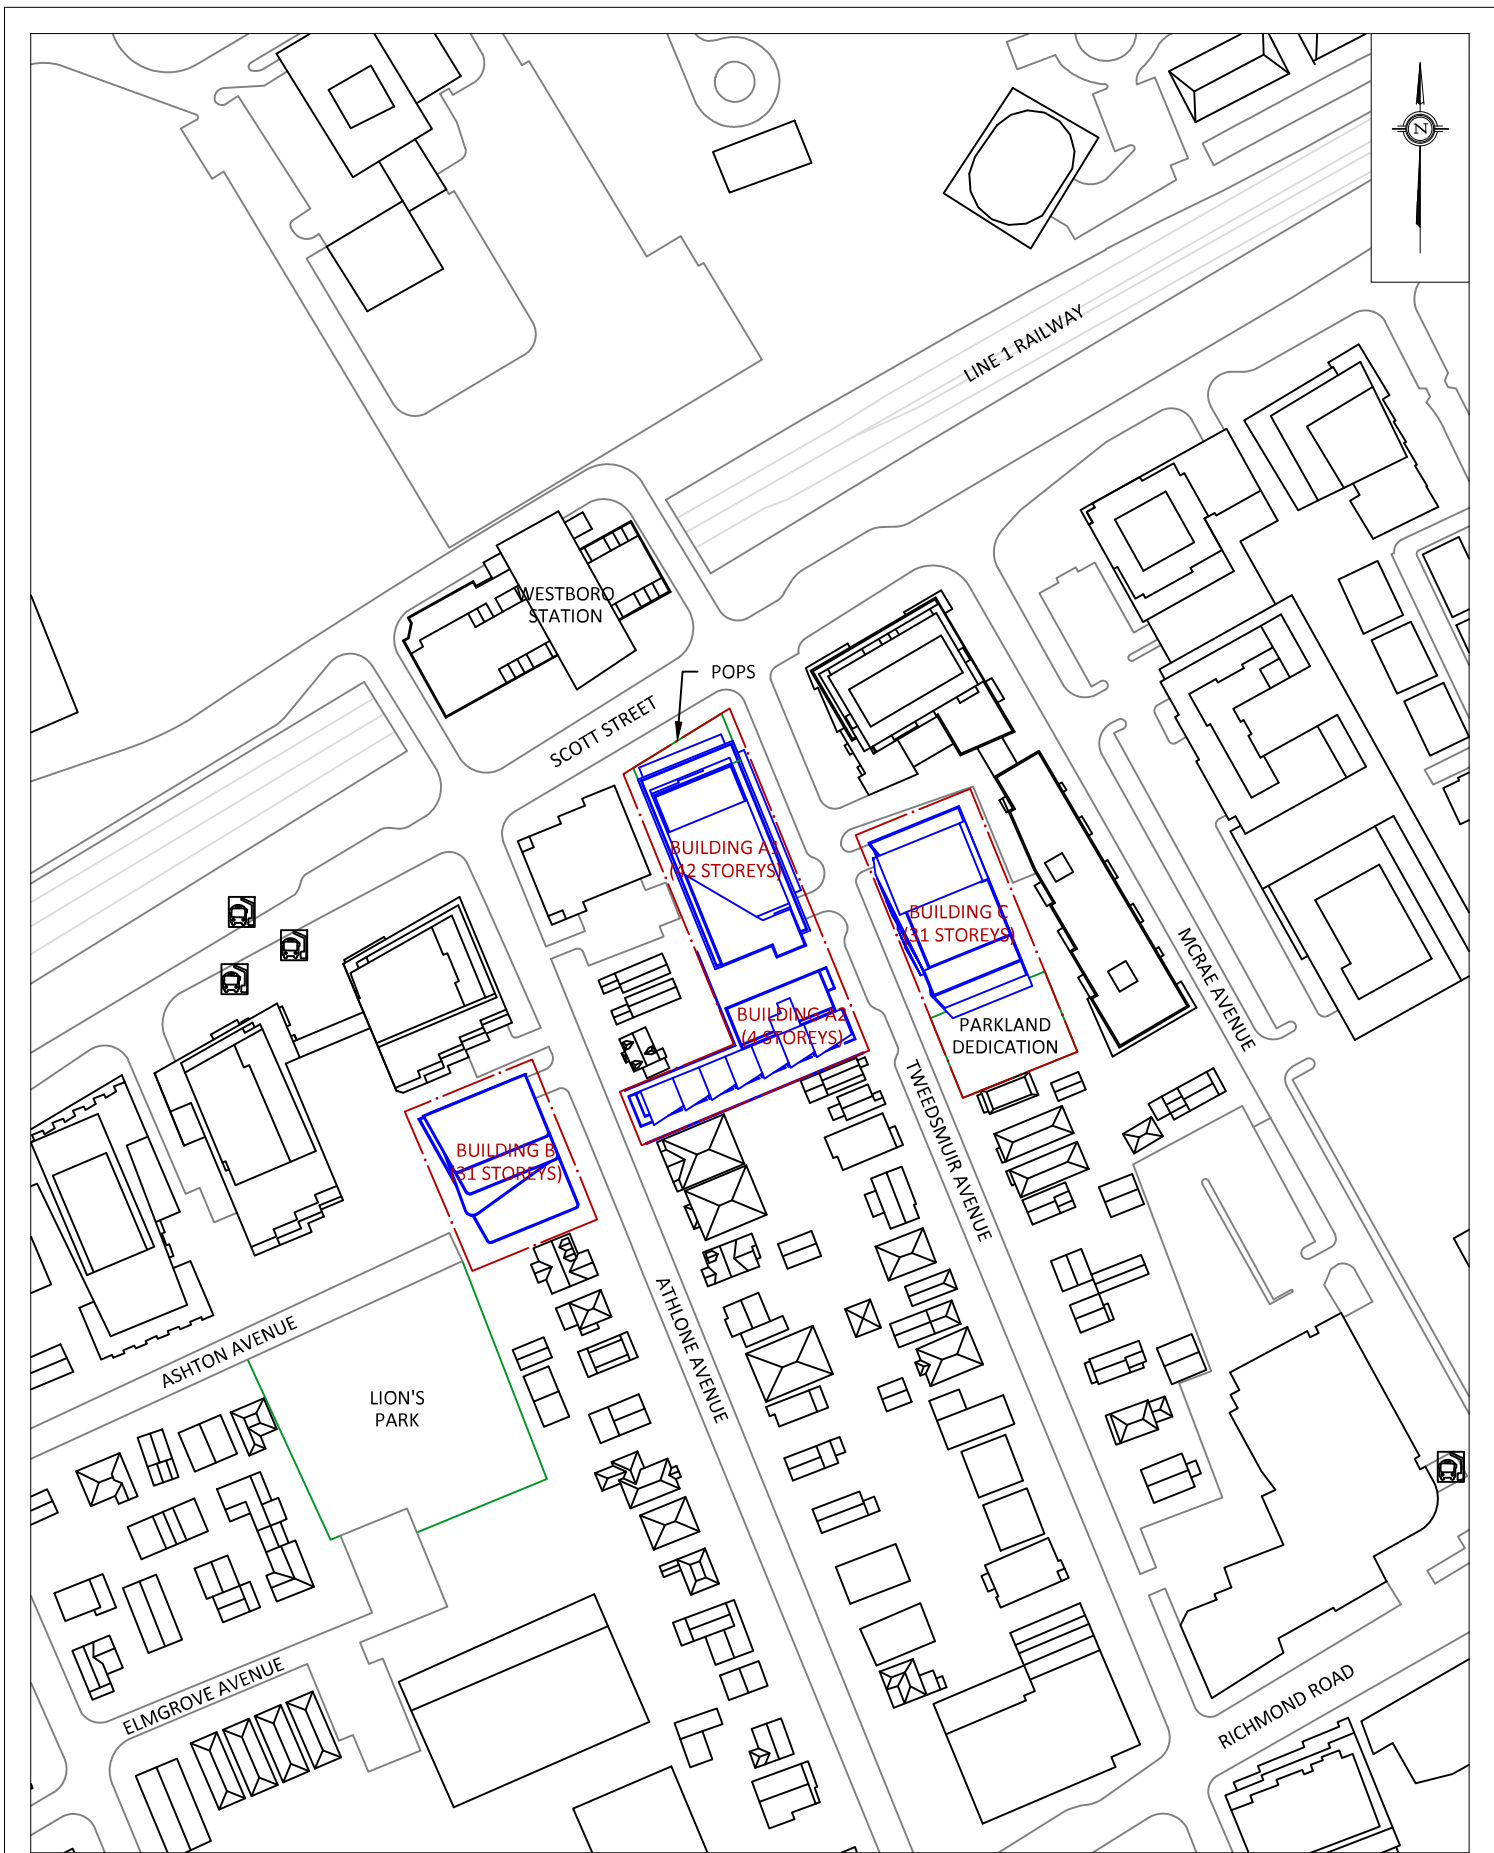 N
LINE 1 RAILWAY
WESTBORO
STATION
POPS
SCOTT STREET
BUILDING A1
(42 STOREYS)
BUILDING C
(31 STOREYS)
MCRAE AVENUE
BUILDING A2
(4 STOREYS)
PARKLAND
DEDICATION
TWEEDSMUIR AVENUE
BUILDING B
(31 STOREYS)
ATHLONE AVENUE
ASHTON AVENUE
LION'S
PARK
ELMGROVE AVENUE
RICHMOND ROAD